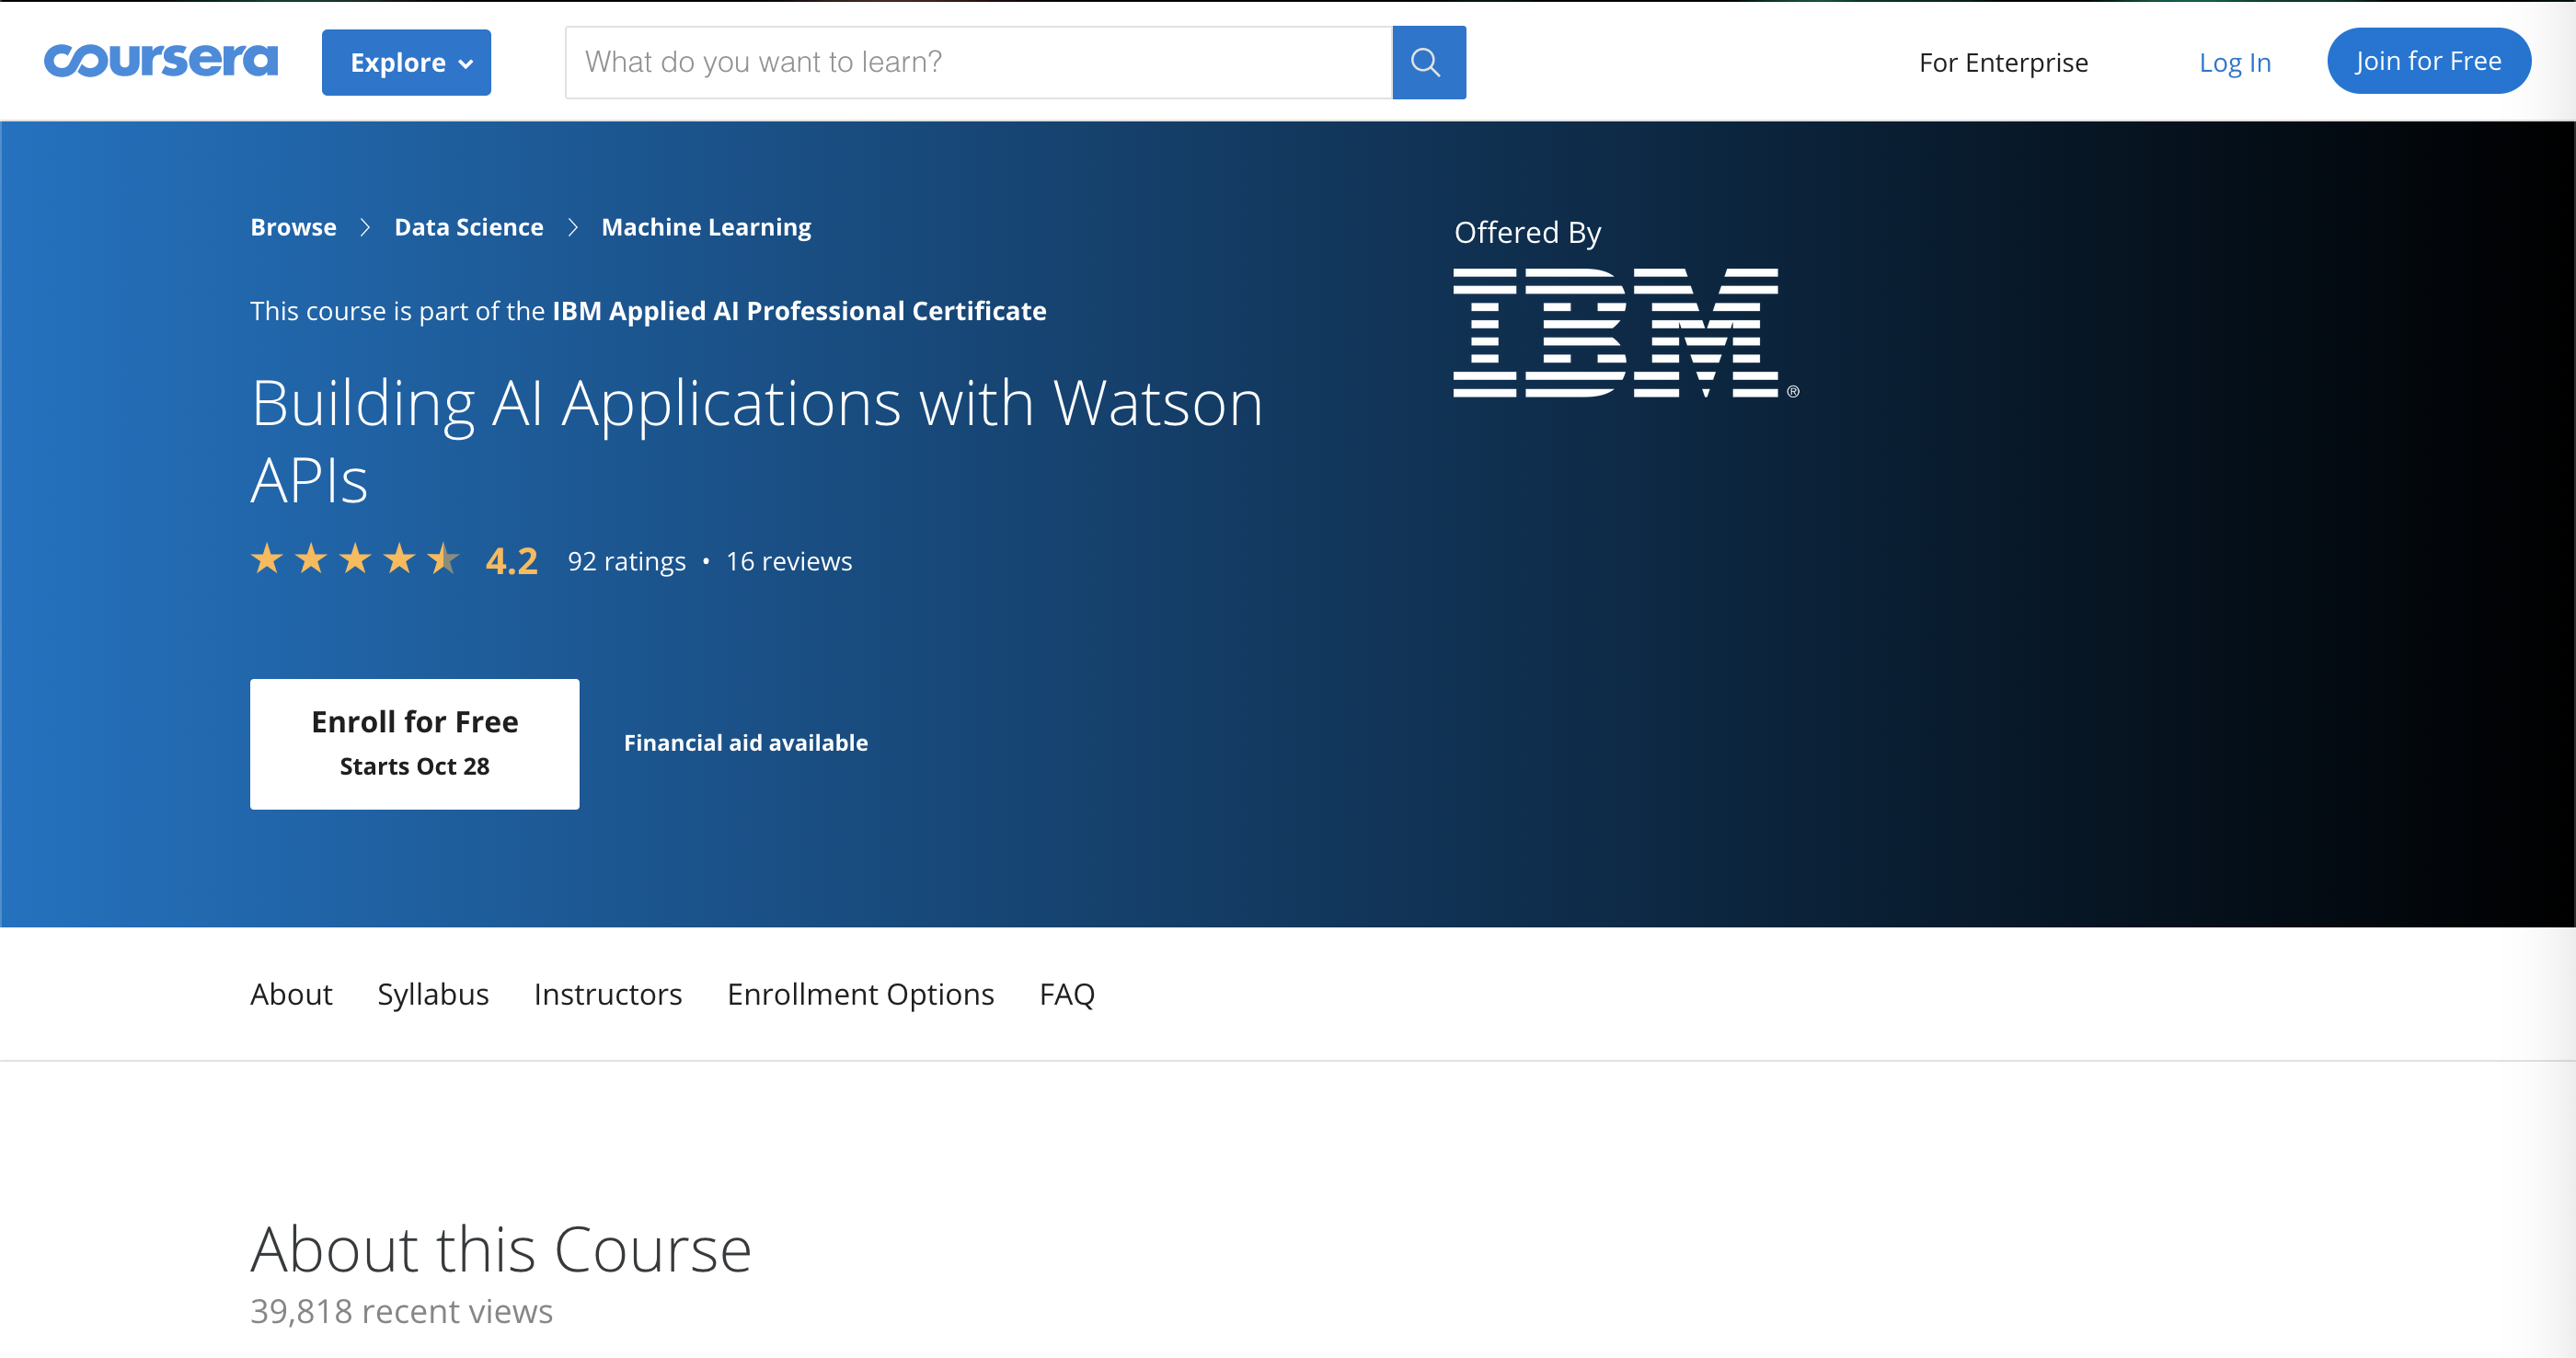 coursera
Explore
What do you want to learn?
For Enterprise
Log In
Join for Free
Browse > Data Science > Machine Learning
Offered By
IBM®
This course is part of the IBM Applied AI Professional Certificate
Building AI Applications with Watson
APIs
4.2 92 ratings • 16 reviews
Enroll for Free
Starts Oct 28
Financial aid available
About Syllabus Instructors Enrollment Options FAQ
About this Course
39,818 recent views